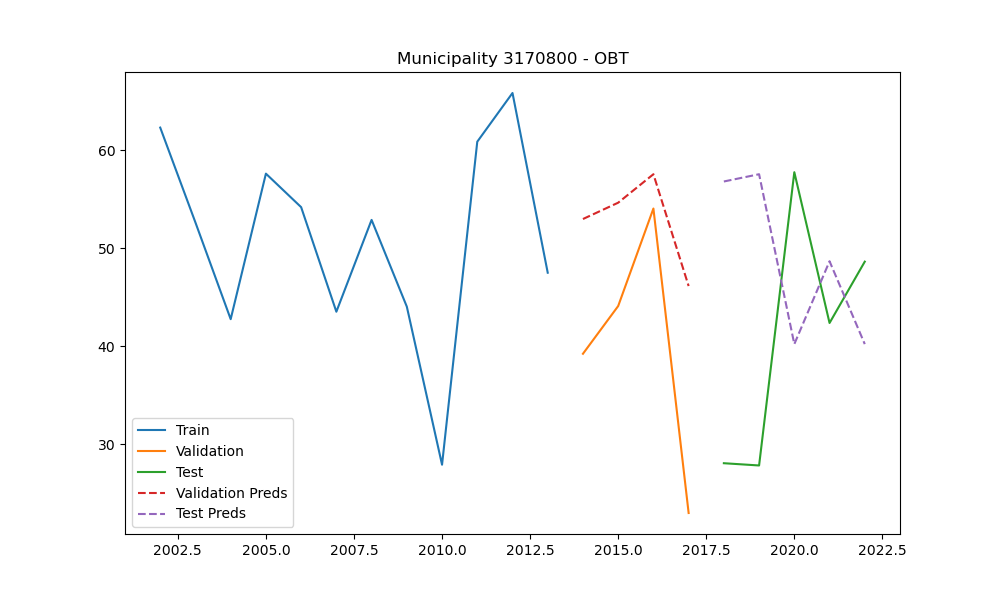 Municipality 3170800 - OBT
60
50
40
30
Train
Validation
Test
Validation Preds
Test Preds
2002.5 2005.0 2007.5 2010.0 2012.5 2015.0 2017.5 2020.0 2022.5